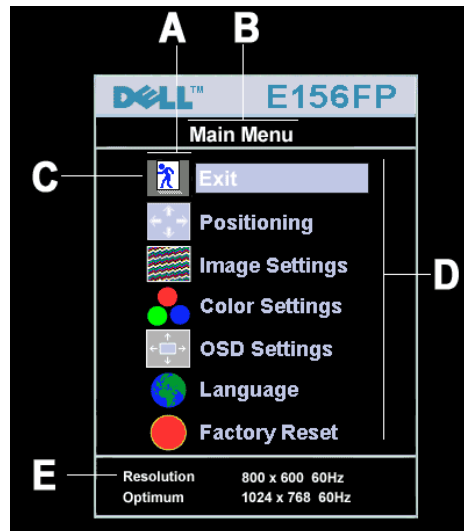 A B
DELL™ E156FP
Main Menu
C Exit
Positioning
Image Settings
D
Color Settings
OSD Settings
Language
Factory Reset
E Resolution 800 x 600 60Hz
Optimum 1024 x 768 60Hz